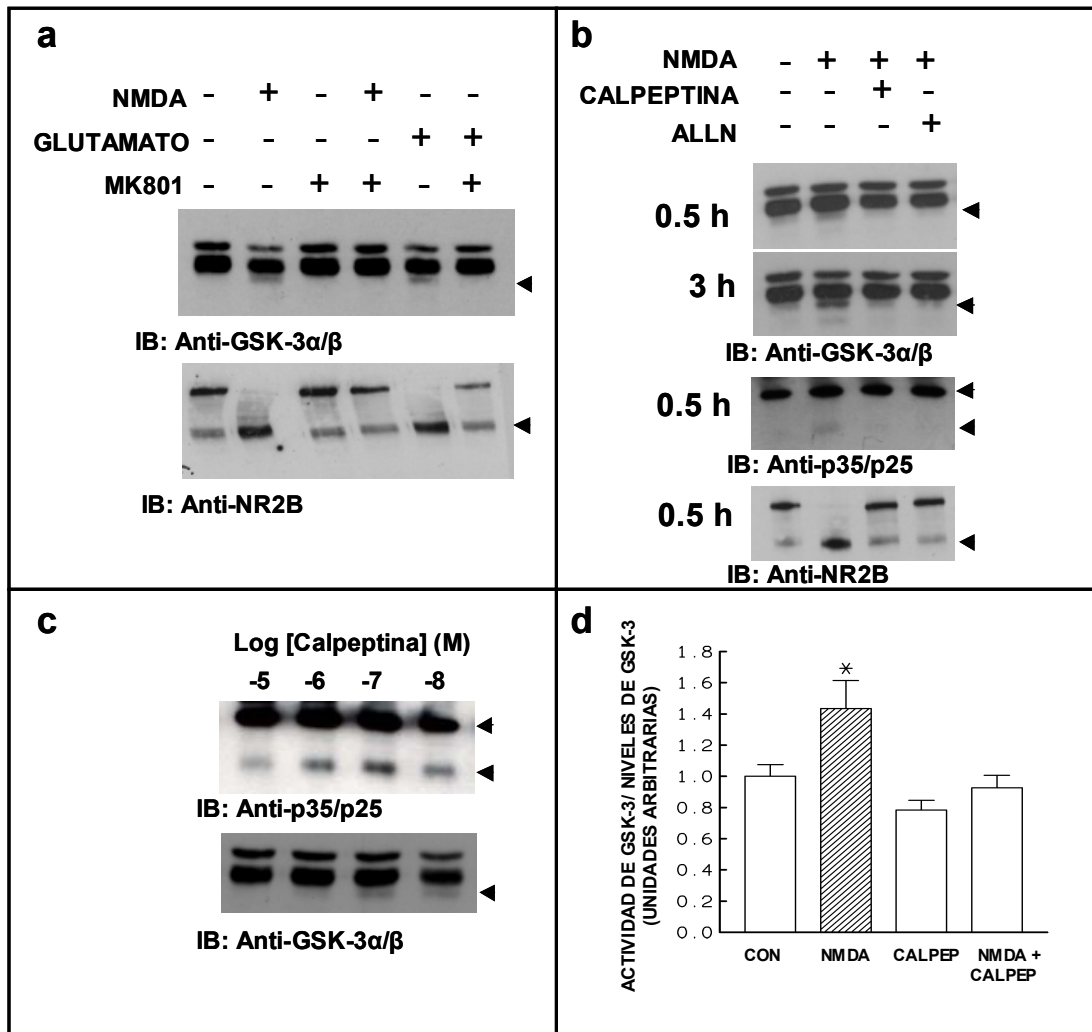 a
NMDA - + - + - -
GLUTAMATO - - - - + +
MK801 - - + + - +
IB: Anti-GSK-3α/β
IB: Anti-NR2B
b
NMDA - + + +
CALPEPTINA - - + -
ALLN - - - +
0.5 h
3 h
IB: Anti-GSK-3α/β
0.5 h
IB: Anti-p35/p25
0.5 h
IB: Anti-NR2B
c
Log [Calpeptina] (M)
-5 -6 -7 -8
IB: Anti-p35/p25
IB: Anti-GSK-3α/β
d
ACTIVIDAD DE GSK-3/ NIVELES DE GSK-3
(UNIDADES ARBITRARIAS)
1.8
1.6
1.4
1.2
1.0
0.8
0.6
0.4
0.2
0.0
*
CON NMDA CALPEP NMDA +
CALPEP